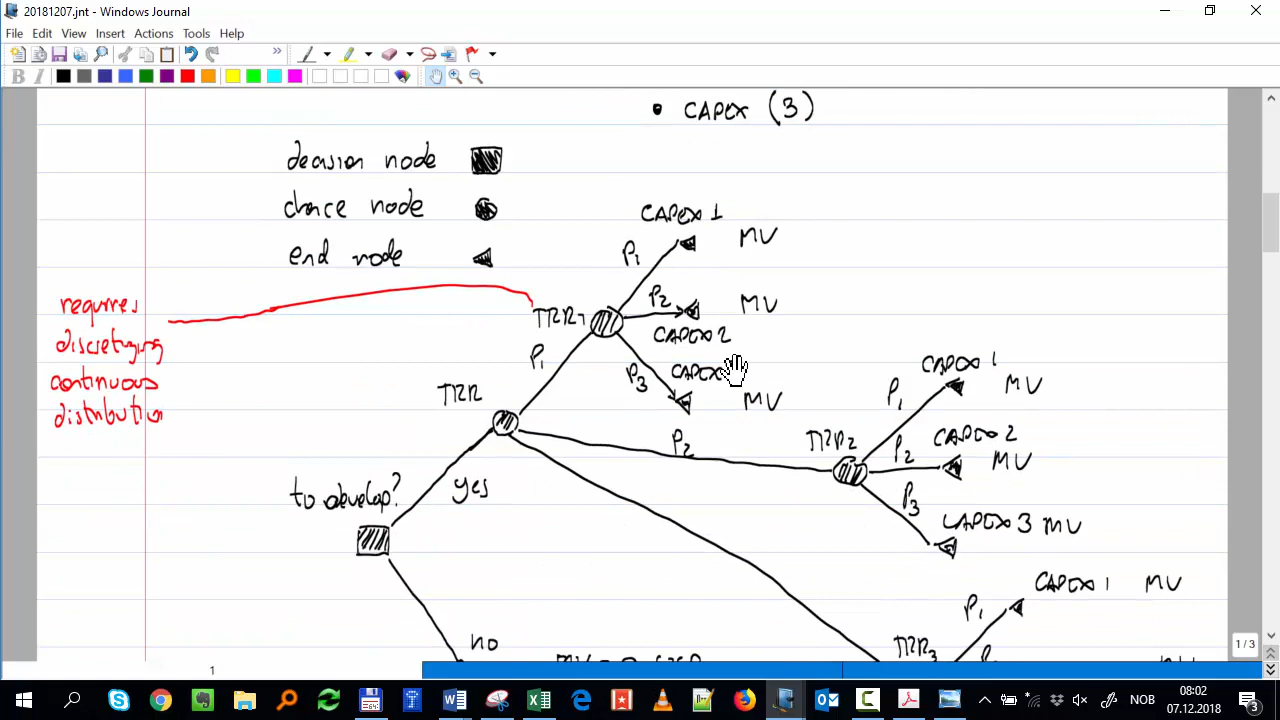 20181207.jnt - Windows Journal
File Edit View Insert Actions Tools Help
B I
• CAPEX (3)
decision node
chance node
end node
CAPEX 1
MV
P1
P2
MV
TRR1
CAPEX 2
requires
discretizing
continuous
distribution
P1
P3
CAPEX
MV
TRR
CAPEX 1
MV
P1
P2
TRR2
CAPEX 2
P2
MV
to develop?
yes
P3
CAPEX 3 MV
CAPEX 1 MV
P1
no
TRR3
1 / 3
1
W
NOB
08:02
07.12.2018
3